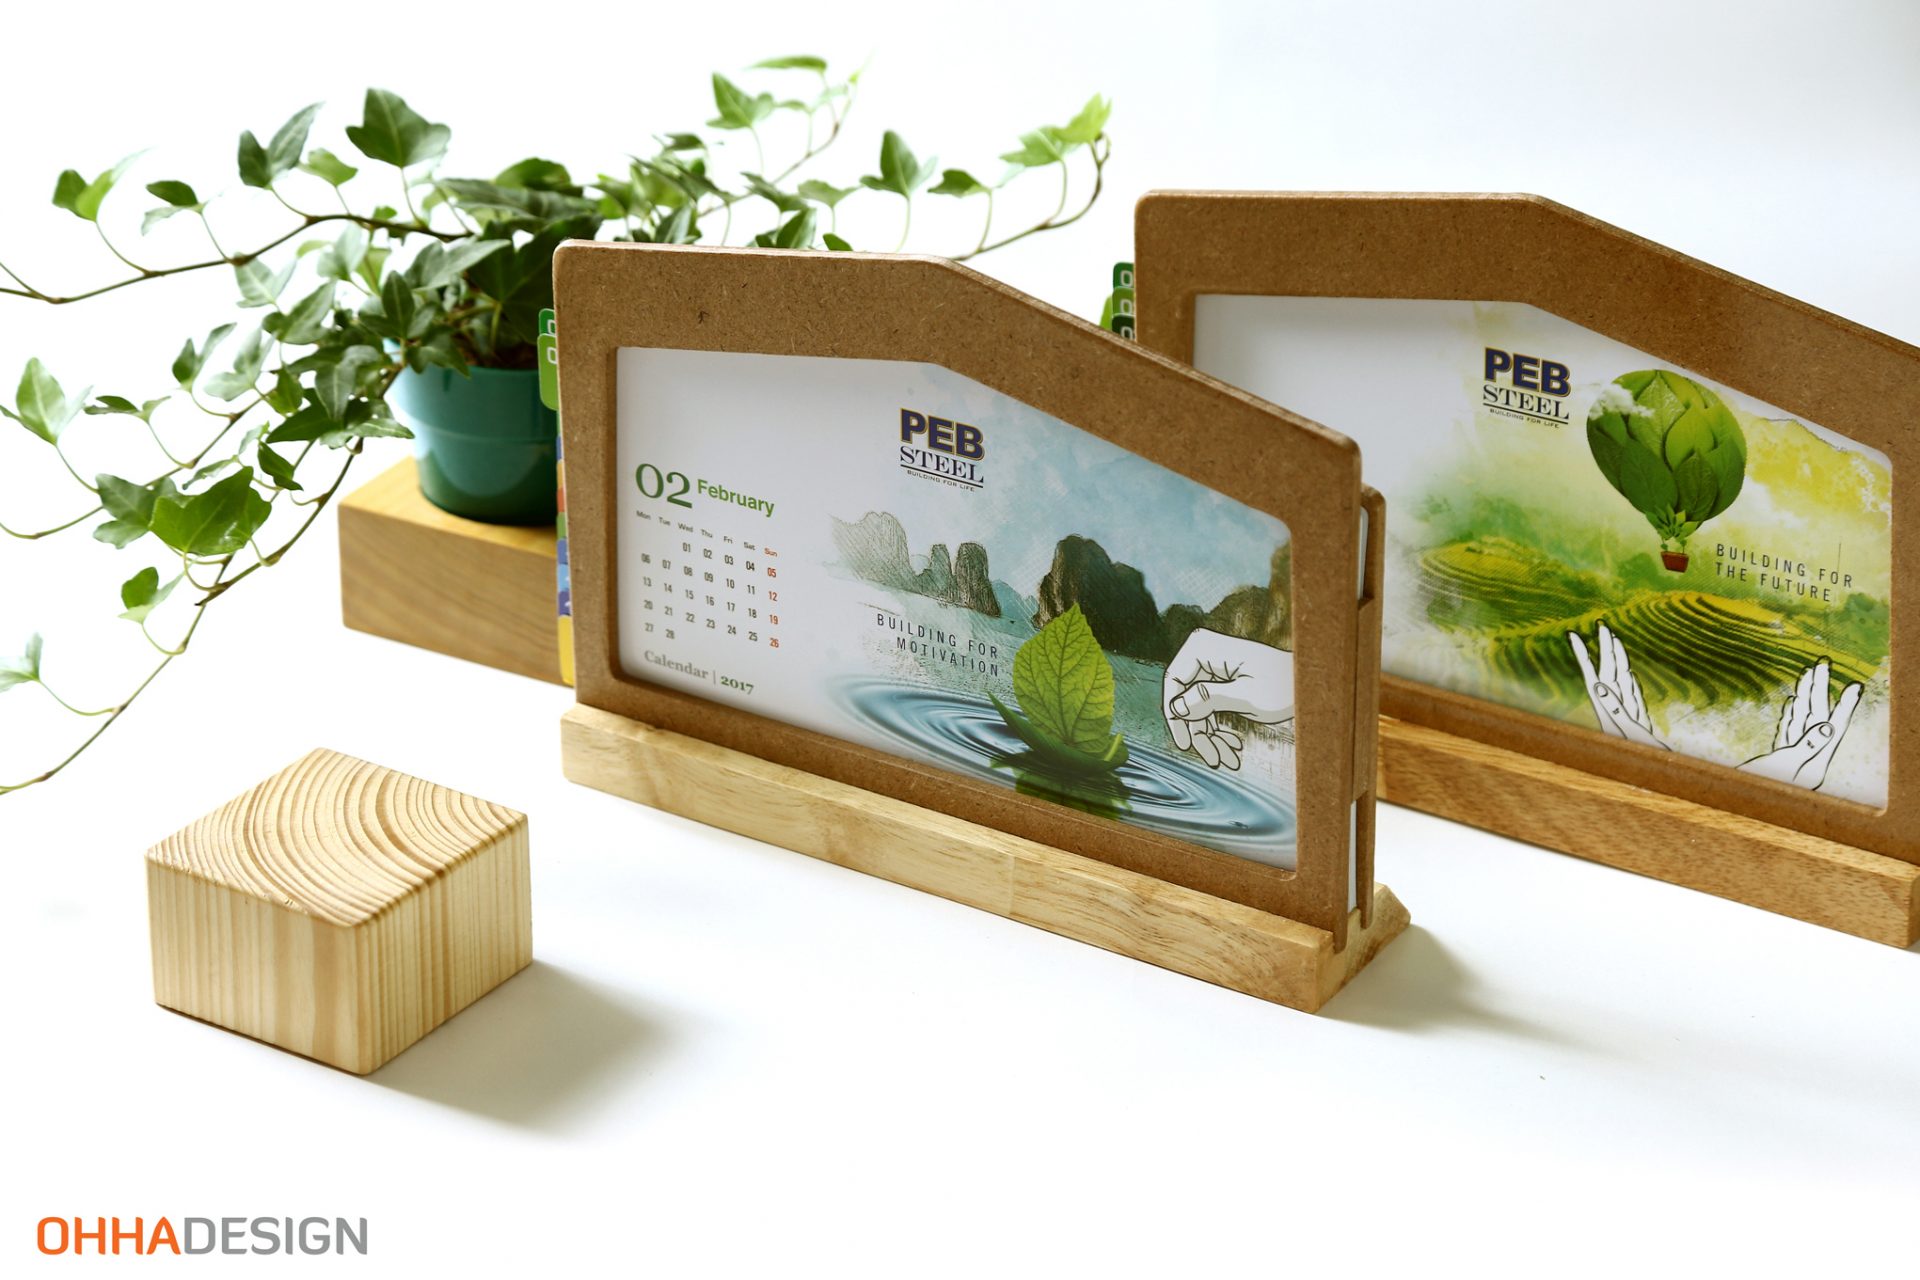 PEB
STEEL
BUILDING FOR LIFE
02 February
Mon Tue Wed Thu Fri Sat Sun
01 02 03 04 05
06 07 08 09 10 11 12
13 14 15 16 17 18 19
20 21 22 23 24 25 26
27 28
Calendar | 2017
BUILDING FOR
MOTIVATION
PEB
STEEL
BUILDING FOR LIFE
BUILDING FOR
THE FUTURE
OHHADESIGN